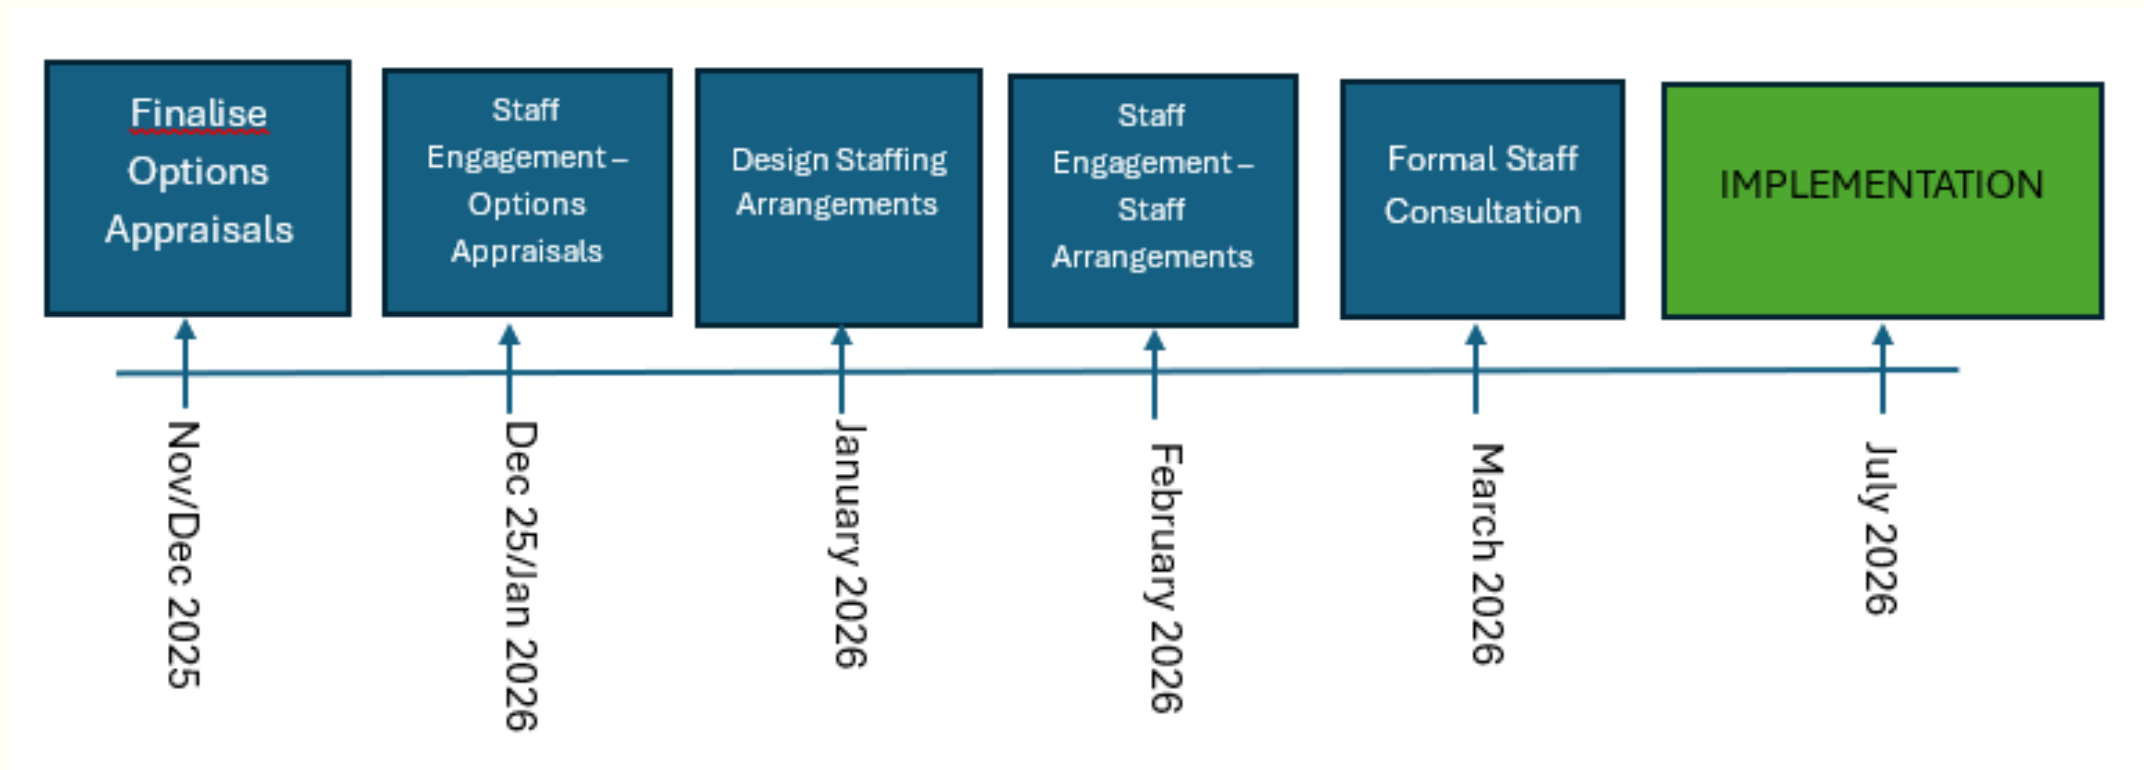 Finalise
Options
Appraisals
Staff
Engagement –
Options
Appraisals
Design Staffing
Arrangements
Staff
Engagement –
Staff
Arrangements
Formal Staff
Consultation
IMPLEMENTATION
Nov/Dec 2025
Dec 25/Jan 2026
January 2026
February 2026
March 2026
July 2026